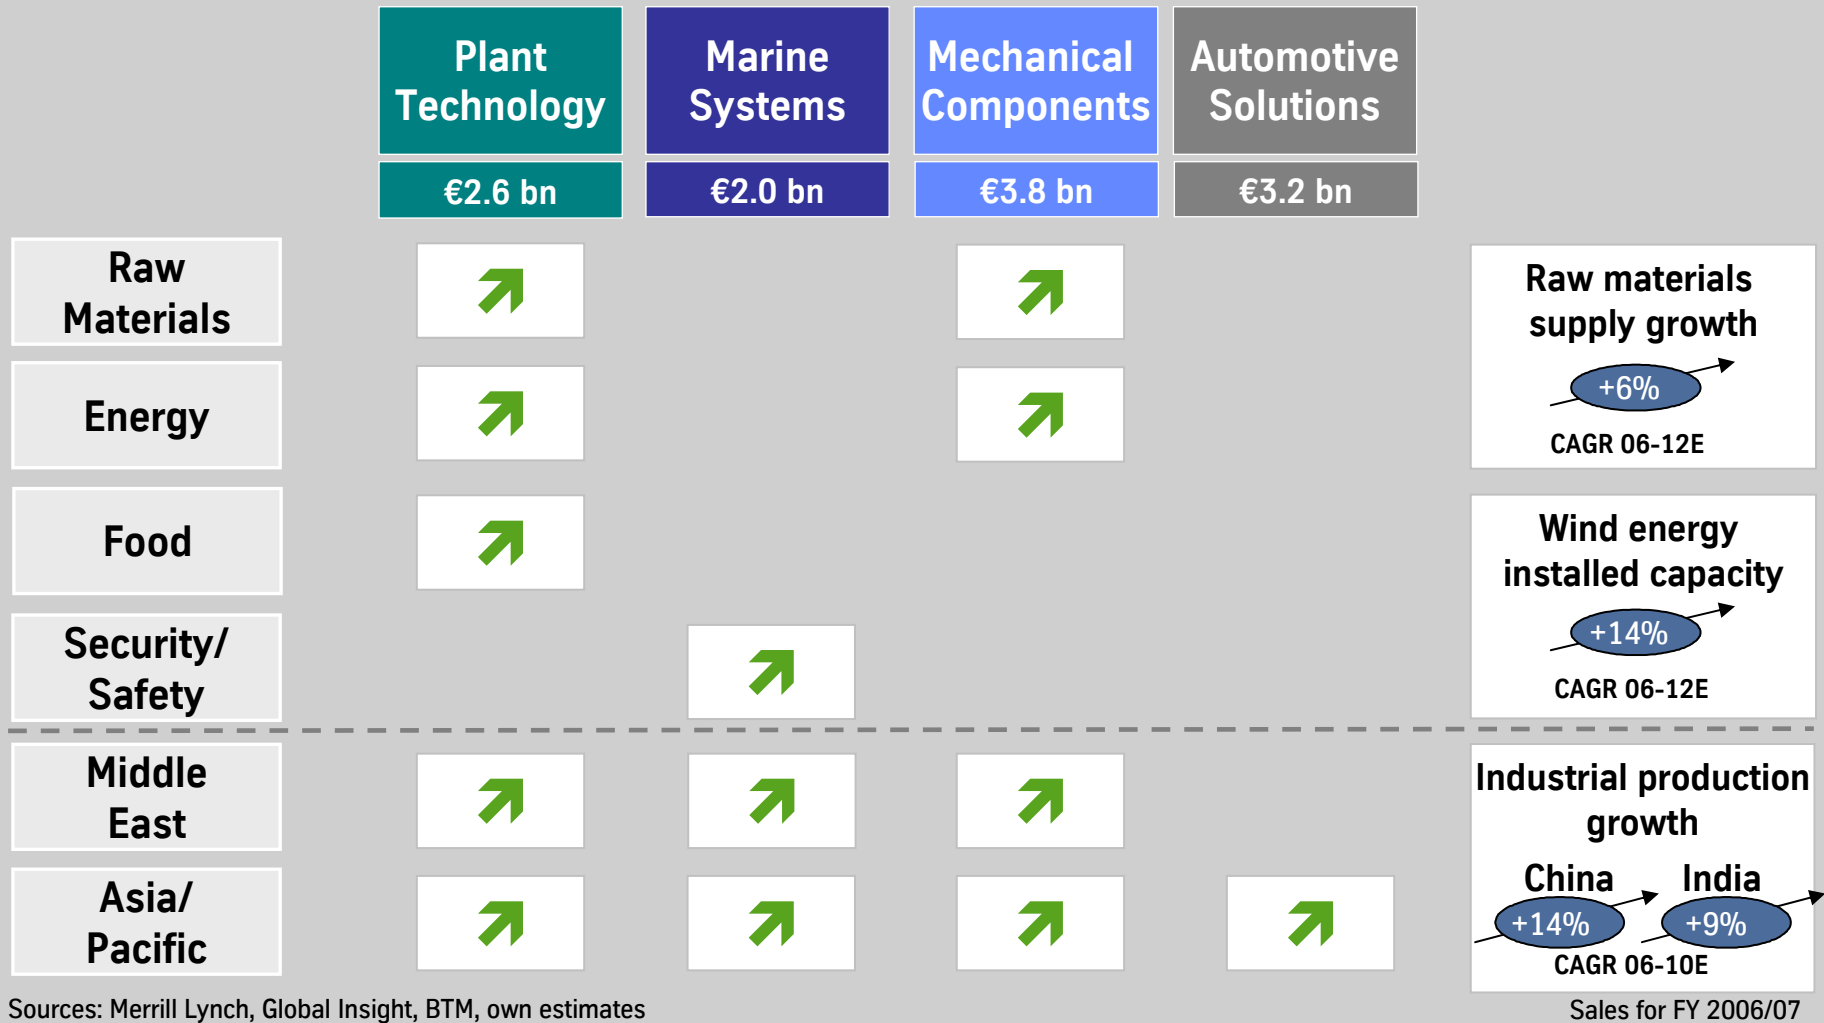 Plant
Technology
Marine
Systems
Mechanical
Components
Automotive
Solutions
€2.6 bn
€2.0 bn
€3.8 bn
€3.2 bn
Raw
Materials
Energy
Food
Security/
Safety
Middle
East
Asia/
Pacific
Raw materials
supply growth
+6%
CAGR 06-12E
Wind energy
installed capacity
+14%
CAGR 06-12E
Industrial production
growth
China
India
+14%
+9%
CAGR 06-10E
Sources: Merrill Lynch, Global Insight, BTM, own estimates
Sales for FY 2006/07